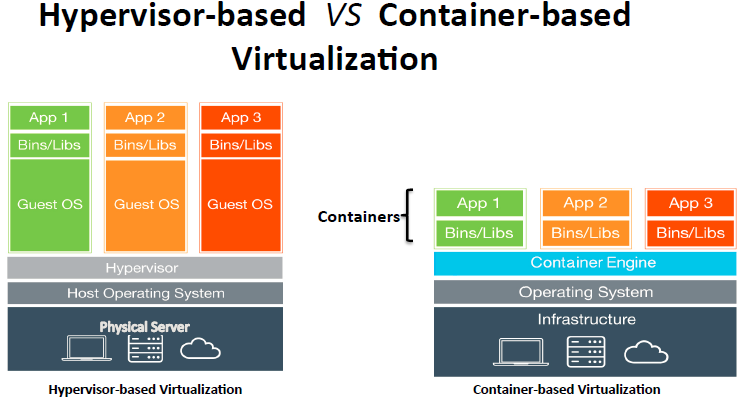 Hypervisor-based VS Container-based
Virtualization
App 1
Bins/Libs
Guest OS
App 2
Bins/Libs
Guest OS
App 3
Bins/Libs
Guest OS
Hypervisor
Host Operating System
Physical Server
Hypervisor-based Virtualization
Containers
App 1
Bins/Libs
App 2
Bins/Libs
App 3
Bins/Libs
Container Engine
Operating System
Infrastructure
Container-based Virtualization